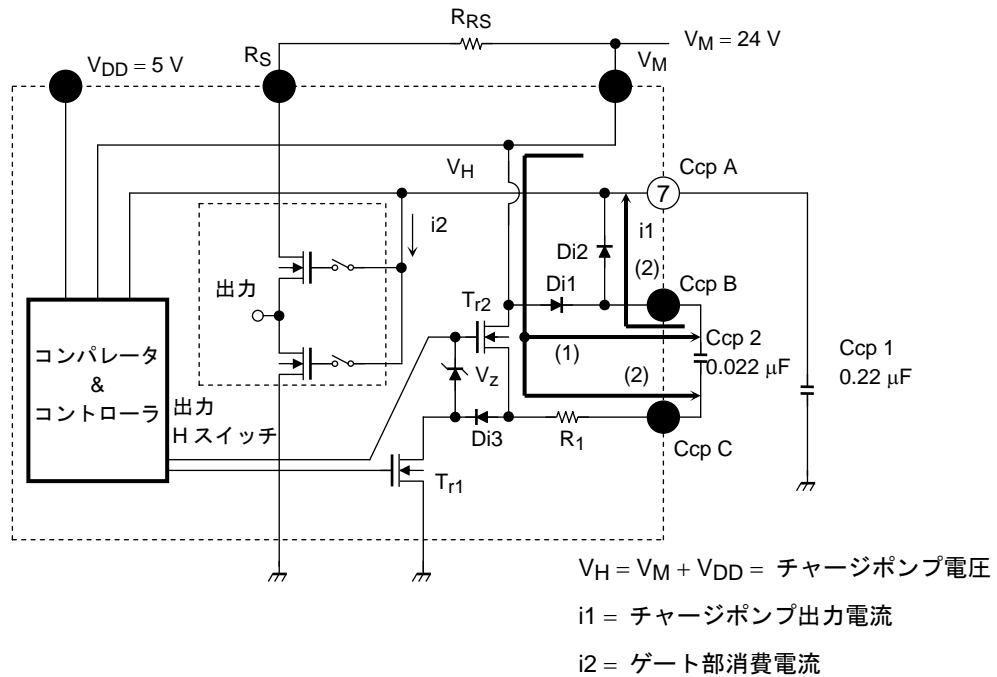 R_RS
V_M = 24 V
R_S
V_M
V_DD = 5 V
V_H
Ccp A
7
i2
i1
Di2
(2)
Di1
Ccp B
出力
T_r2
Ccp 2
0.022 μF
(1)
Ccp 1
0.22 μF
コンパレータ
&
コントローラ
V_Z
(2)
出力
H スイッチ
Di3
R_1
Ccp C
T_r1
V_H = V_M + V_DD = チャージポンプ電圧
i1 = チャージポンプ出力電流
i2 = ゲート部消費電流